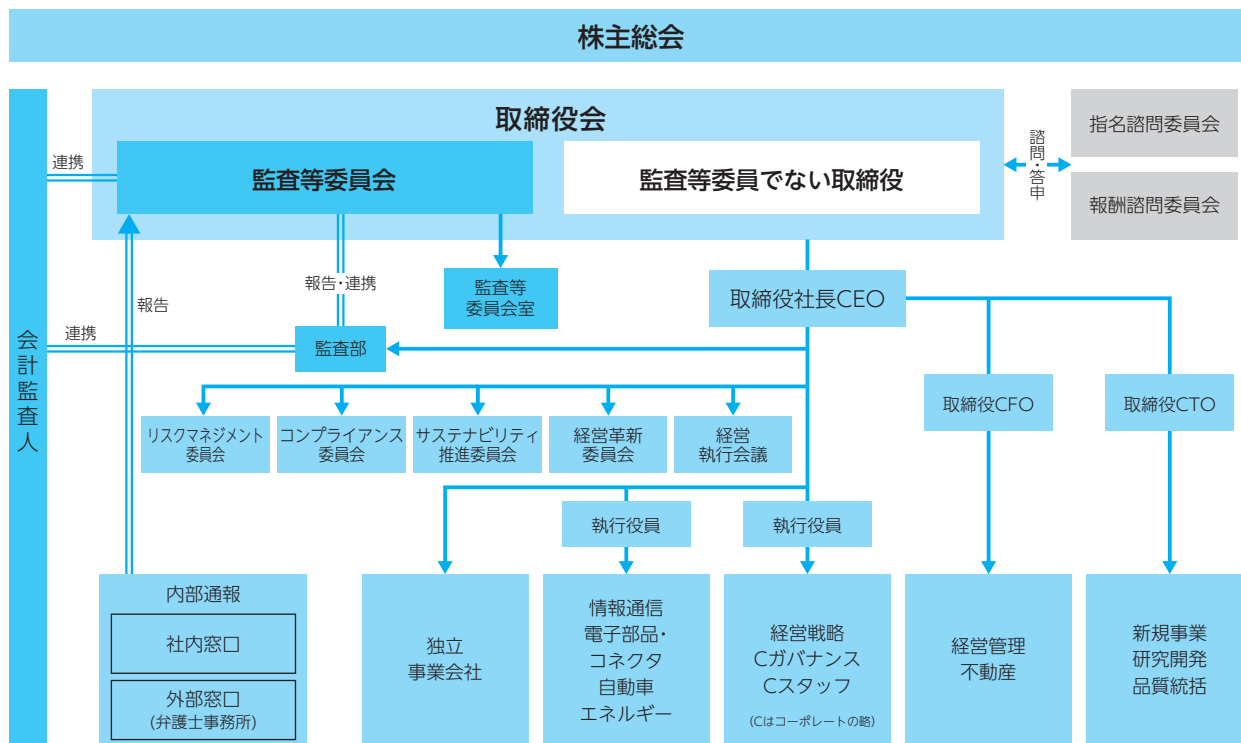 株主総会
取締役会
監査等委員会
監査等委員でない取締役
諮問・答申
指名諮問委員会
報酬諮問委員会
連携
報告
報告・連携
監査等
委員会室
取締役社長CEO
連携
監査部
会計監査人
取締役CFO
取締役CTO
リスクマネジメント
委員会
コンプライアンス
委員会
サステナビリティ
推進委員会
経営革新
委員会
経営
執行会議
執行役員
執行役員
内部通報
社内窓口
外部窓口
(弁護士事務所)
独立
事業会社
情報通信
電子部品・
コネクタ
自動車
エネルギー
経営戦略
Cガバナンス
Cスタッフ
(Cはコーポレートの略)
経営管理
不動産
新規事業
研究開発
品質統括